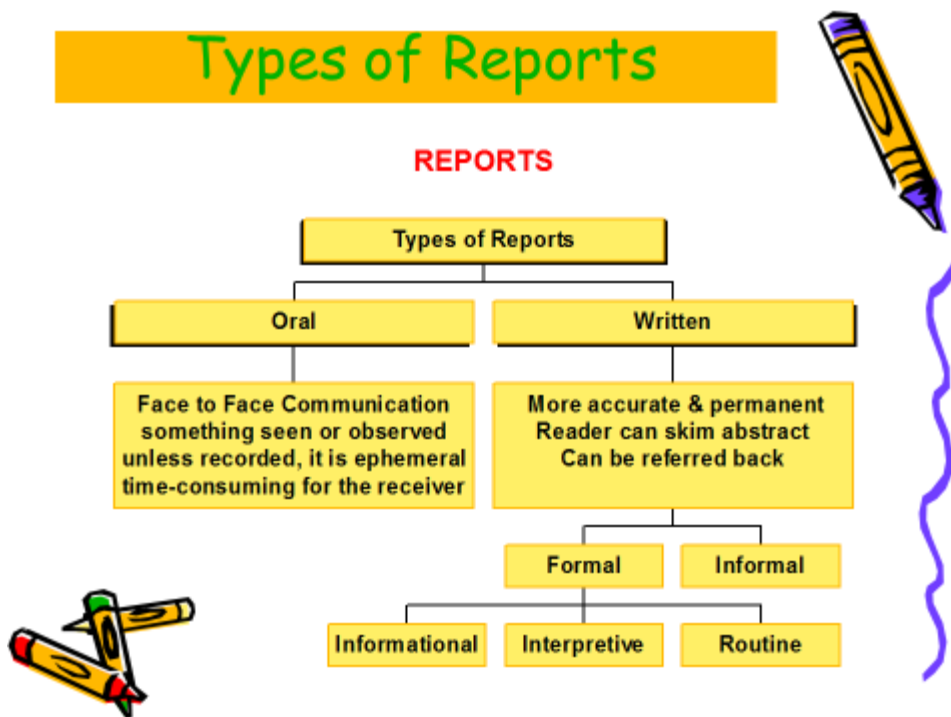 Types of Reports
REPORTS
Types of Reports
Oral
Written
Face to Face Communication
something seen or observed
unless recorded, it is ephemeral
time-consuming for the receiver
More accurate & permanent
Reader can skim abstract
Can be referred back
Formal
Informal
Informational
Interpretive
Routine